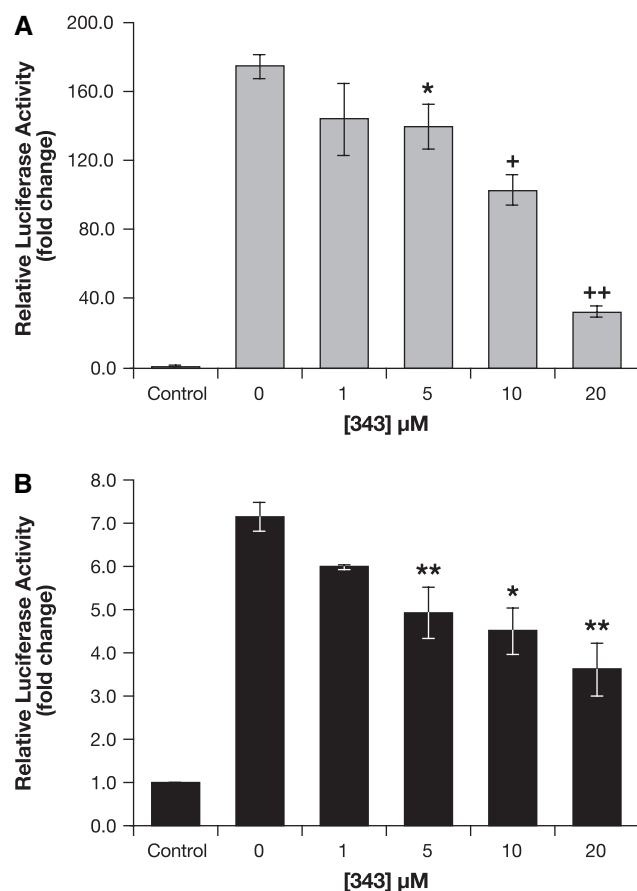 A
Relative Luciferase Activity
(fold change)
200.0
160.0
120.0
80.0
40.0
0.0
*
+
++
Control 0 1 5 10 20
[343] µM
B
Relative Luciferase Activity
(fold change)
8.0
7.0
6.0
5.0
4.0
3.0
2.0
1.0
0.0
**
*
**
Control 0 1 5 10 20
[343] µM